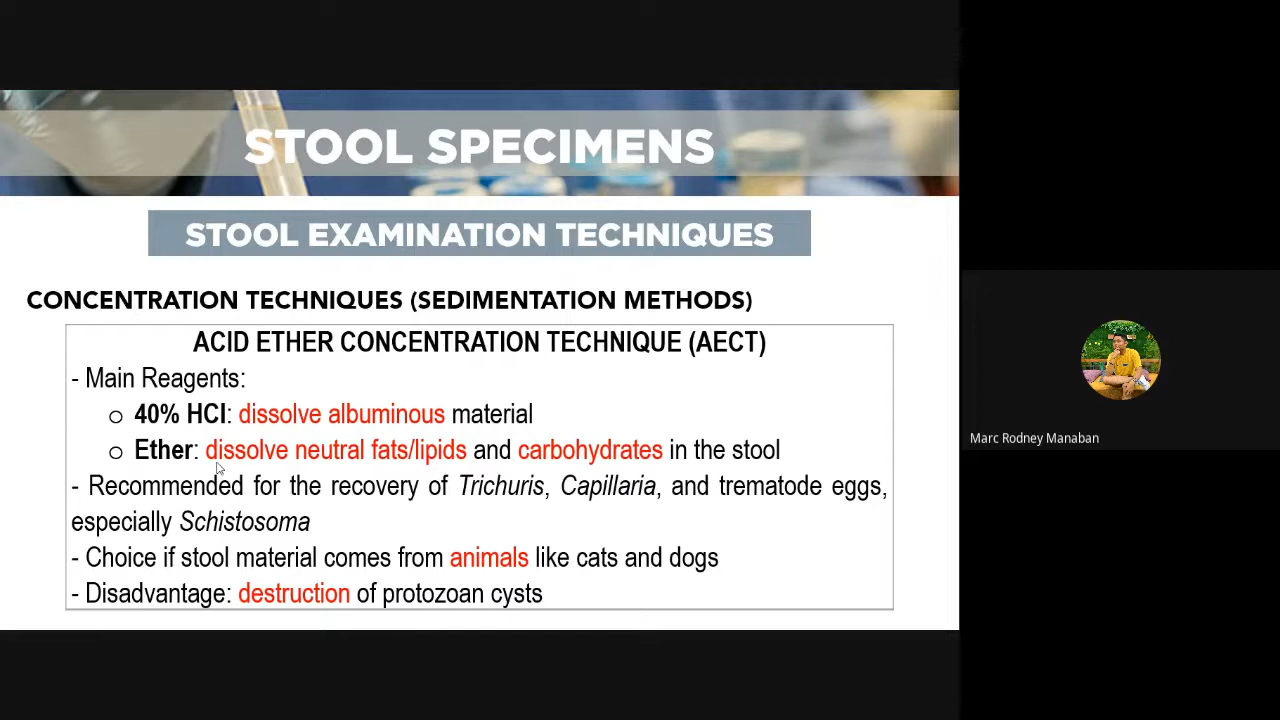 STOOL SPECIMENS
STOOL EXAMINATION TECHNIQUES
CONCENTRATION TECHNIQUES (SEDIMENTATION METHODS)
ACID ETHER CONCENTRATION TECHNIQUE (AECT)
- Main Reagents:
o 40% HCl: dissolve albuminous material
o Ether: dissolve neutral fats/lipids and carbohydrates in the stool
- Recommended for the recovery of Trichuris, Capillaria, and trematode eggs,
especially Schistosoma
- Choice if stool material comes from animals like cats and dogs
- Disadvantage: destruction of protozoan cysts
Marc Rodney Manaban